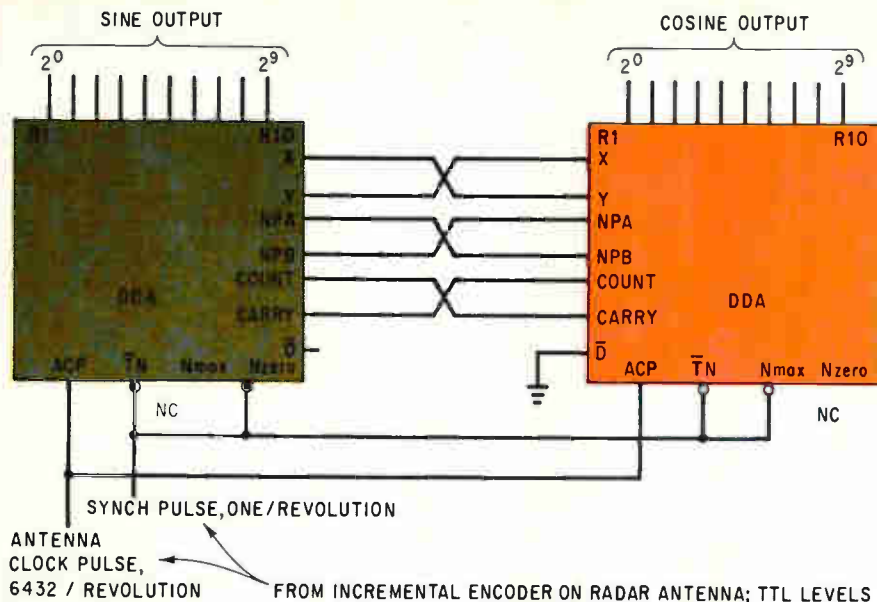 SINE OUTPUT
COSINE OUTPUT
2⁰ 2⁹
2⁰ 2⁹
R1 R10
R1 R10
X
X
Y
Y
NPA
NPA
NPB
NPB
COUNT
COUNT
DDA
DDA
CARRY
CARRY
D̅
D̅
ACP T̅N Nmax Nzero
ACP T̅N Nmax Nzero
NC
NC
SYNCH PULSE, ONE/REVOLUTION
ANTENNA
CLOCK PULSE,
6432 / REVOLUTION
FROM INCREMENTAL ENCODER ON RADAR ANTENNA; TTL LEVELS